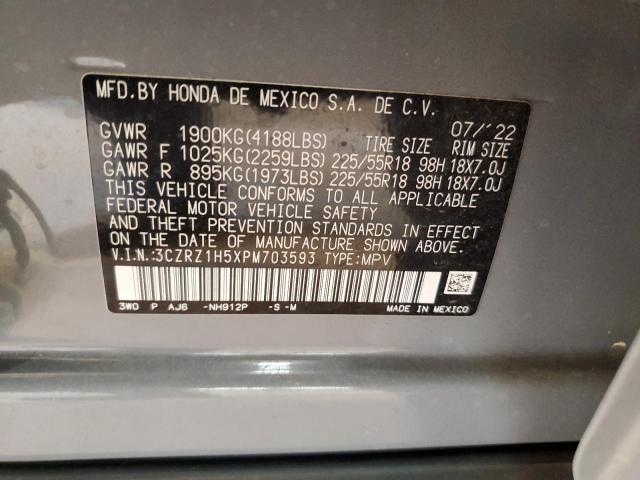 MFD.BY HONDA DE MEXICO S.A. DE C.V.
07/'22
GVWR 1900KG(4188LBS) TIRE SIZE RIM SIZE
GAWR F 1025KG(2259LBS) 225/55R18 98H 18X7.0J
GAWR R 895KG(1973LBS) 225/55R18 98H 18X7.0J
THIS VEHICLE CONFORMS TO ALL APPLICABLE
FEDERAL MOTOR VEHICLE SAFETY
AND THEFT PREVENTION STANDARDS IN EFFECT
ON THE DATE OF MANUFACTURE SHOWN ABOVE.
V.I.N.:3CZRZ1H5XPM703593 TYPE:MPV
3W0 P AJ6 -NH912P -S -M MADE IN MEXICO